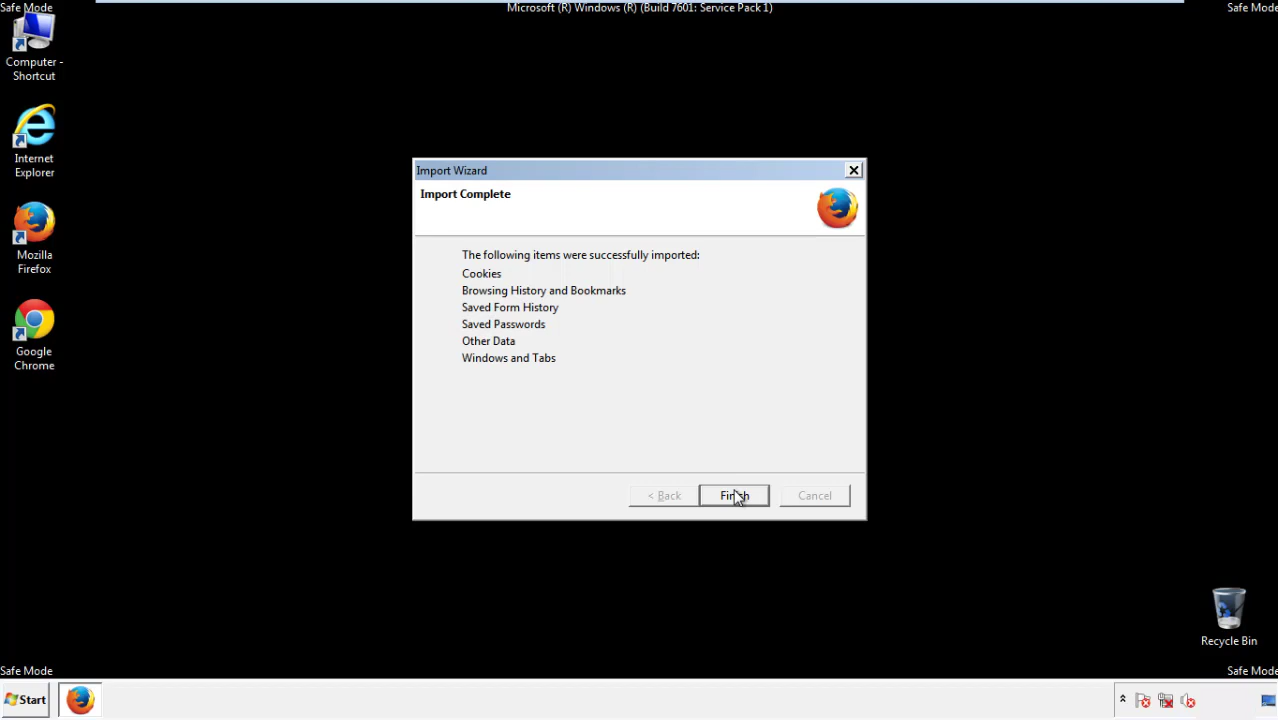 Safe Mode
Microsoft (R) Windows (R) (Build 7601: Service Pack 1)
Safe Mode
Computer -
Shortcut
Internet
Explorer
Mozilla
Firefox
Google
Chrome
Import Wizard
Import Complete
The following items were successfully imported:
Cookies
Browsing History and Bookmarks
Saved Form History
Saved Passwords
Other Data
Windows and Tabs
< Back
Finish
Cancel
Recycle Bin
Safe Mode
Safe Mode
Start